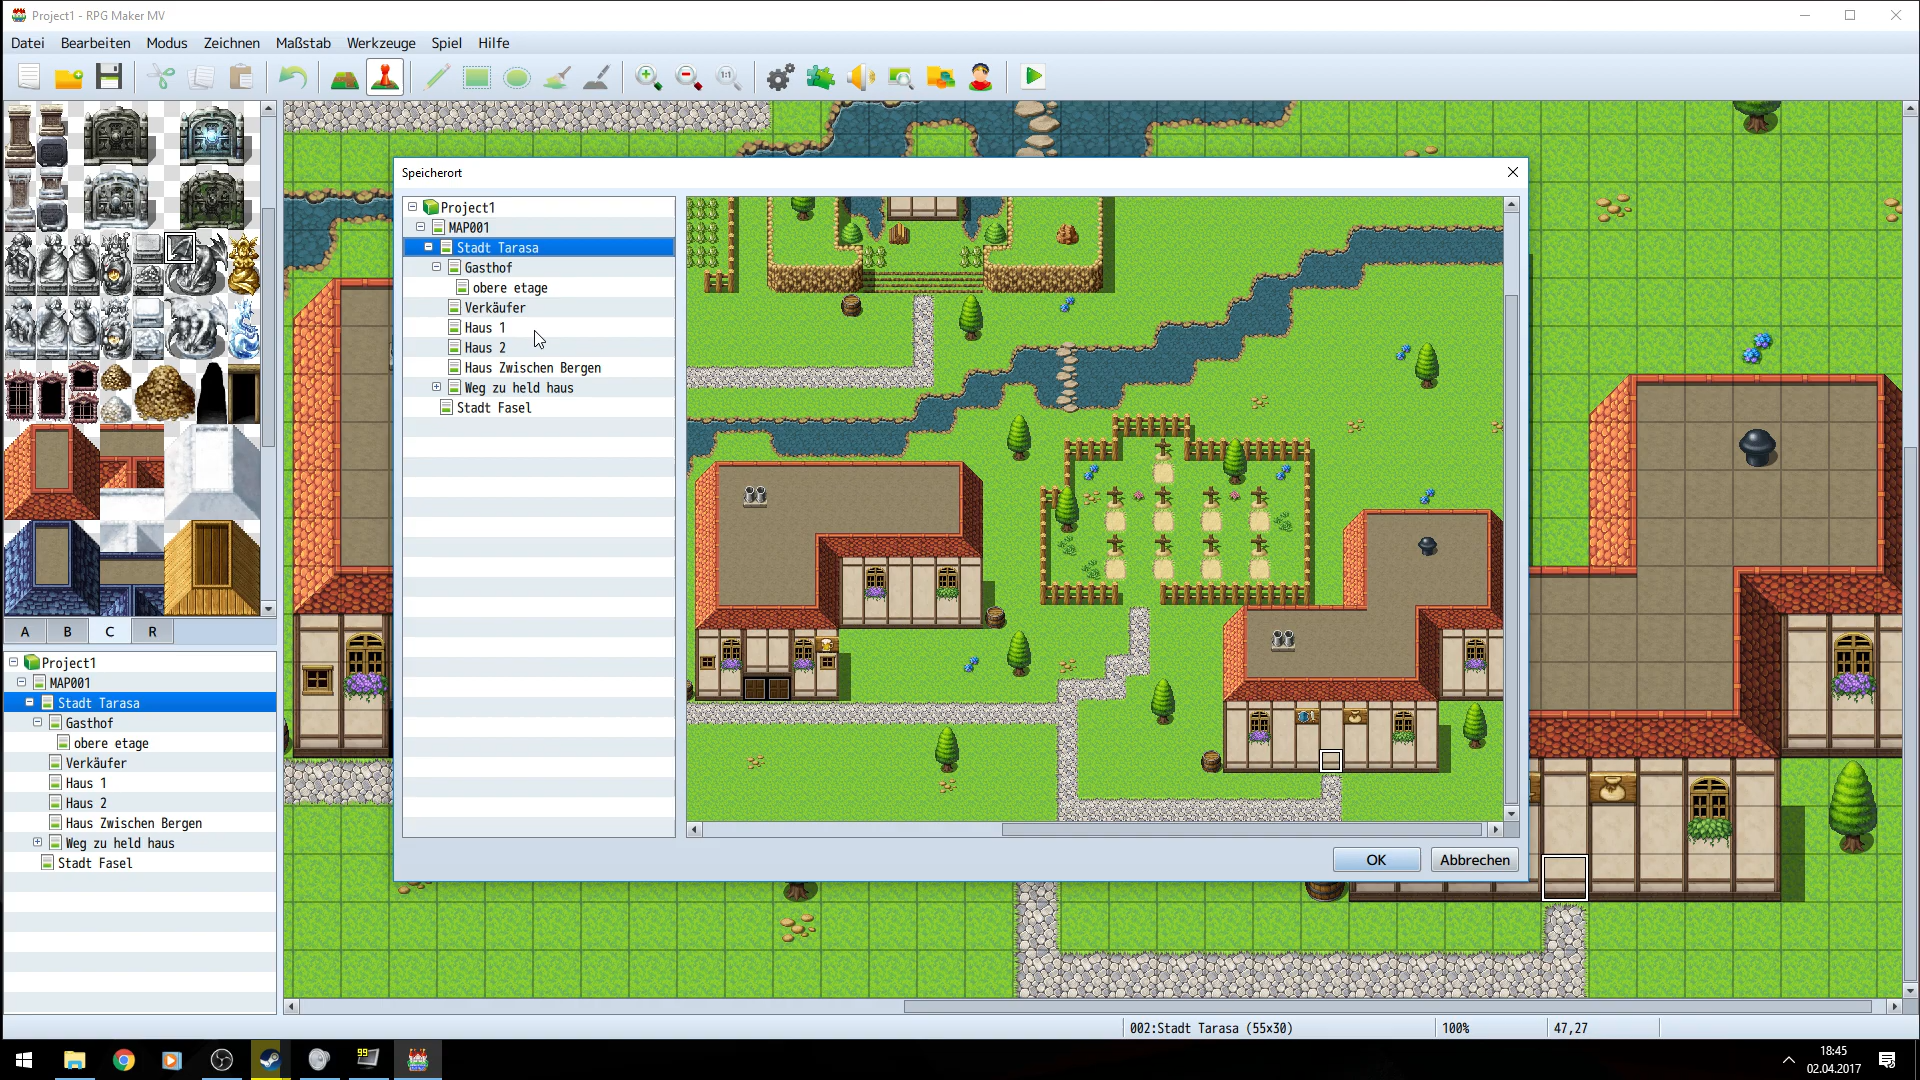 Project1 - RPG Maker MV
Datei Bearbeiten Modus Zeichnen Maßstab Werkzeuge Spiel Hilfe
1:1
Speicherort
Project1
MAP001
Stadt Tarasa
Gasthof
obere etage
Verkäufer
Haus 1
Haus 2
Haus Zwischen Bergen
Weg zu held haus
Stadt Fasel
OK Abbrechen
A B C R
Project1
MAP001
Stadt Tarasa
Gasthof
obere etage
Verkäufer
Haus 1
Haus 2
Haus Zwischen Bergen
Weg zu held haus
Stadt Fasel
002:Stadt Tarasa (55x30) 100% 47,27
99
18:45
02.04.2017